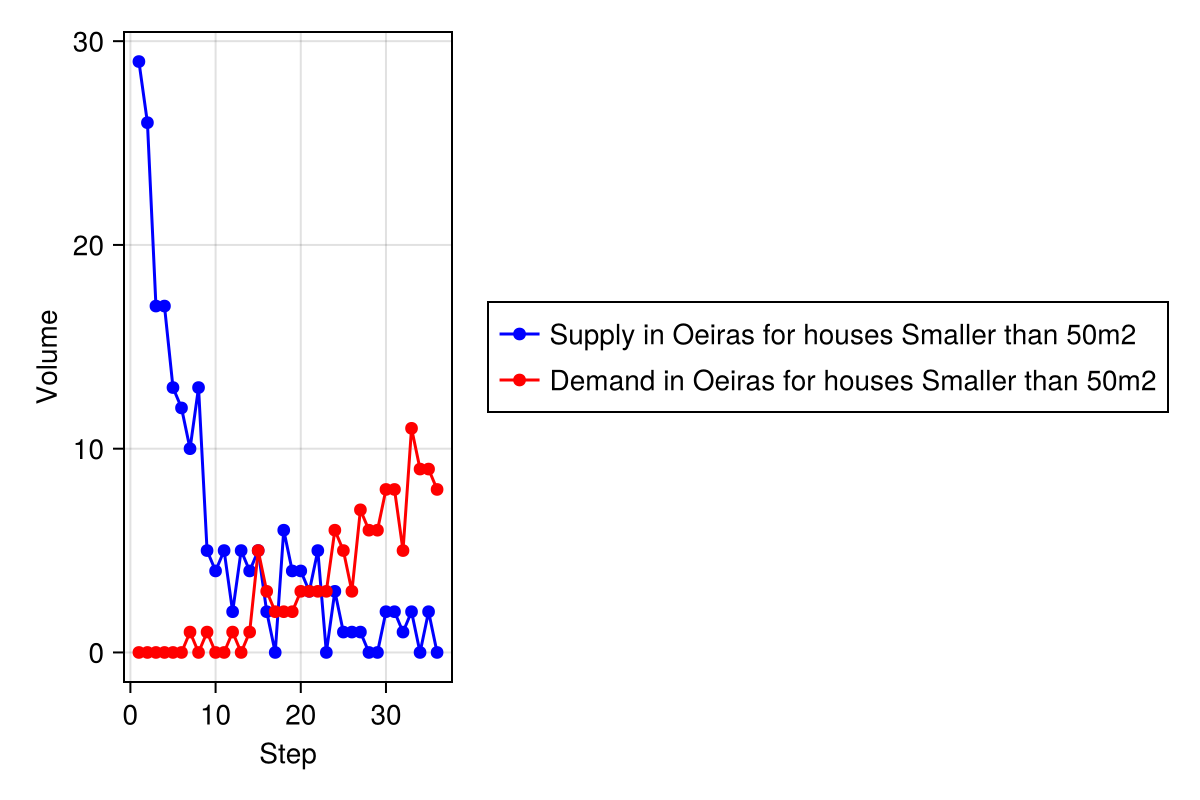 30
20
10
0
Volume
0 10 20 30
Step
Supply in Oeiras for houses Smaller than 50m2
Demand in Oeiras for houses Smaller than 50m2